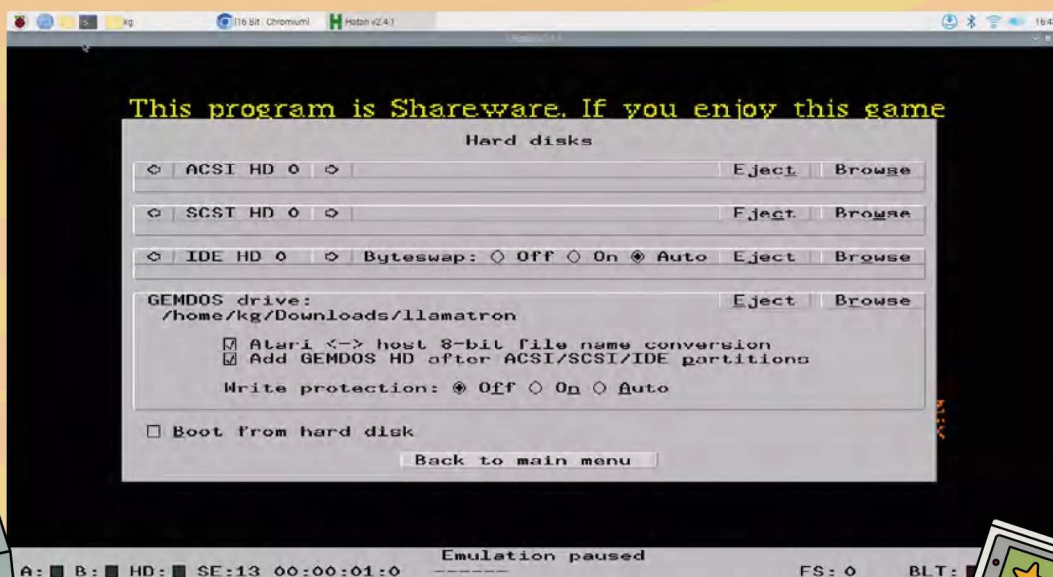 kg
Hatari v2.4.1
This program is Shareware. If you enjoy this game
Hard disks
ACSI HD 0 Eject Browse
SCSI HD 0 Eject Browse
IDE HD 0 Byteswap: Off On Auto Eject Browse
GEMDOS drive: Eject Browse
/home/kg/Downloads/llamatron
Atari <-> host 8-bit file name conversion
Add GEMDOS HD after ACSI/SCSI/IDE partitions
Write protection: Off On Auto
Boot from hard disk
Back to main menu
Emulation paused
A: B: HD: SE:13 00:00:01:0 ------ FS: 0 BLT: